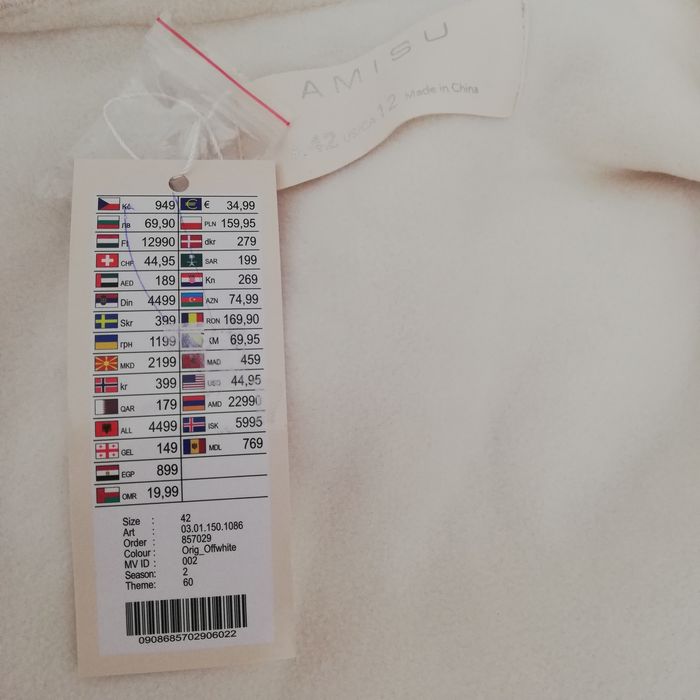 AMISU
42 US/CA 12 Made in China
Kč 949 € 34,99
лв 69,90 PLN 159,95
Ft 12990 dkr 279
CHF 44,95 SAR 199
AED 189 Kn 269
Din 4499 AZN 74,99
Skr 399 RON 169,90
грн 1199 KM 69,95
MKD 2199 MAD 459
kr 399 USD 44,95
QAR 179 AMD 22990
ALL 4499 ISK 5995
GEL 149 MDL 769
EGP 899
OMR 19,99
Size : 42
Art : 03.01.150.1086
Order : 857029
Colour : Orig_Offwhite
MV ID : 002
Season: 2
Theme: 60
0908685702906022